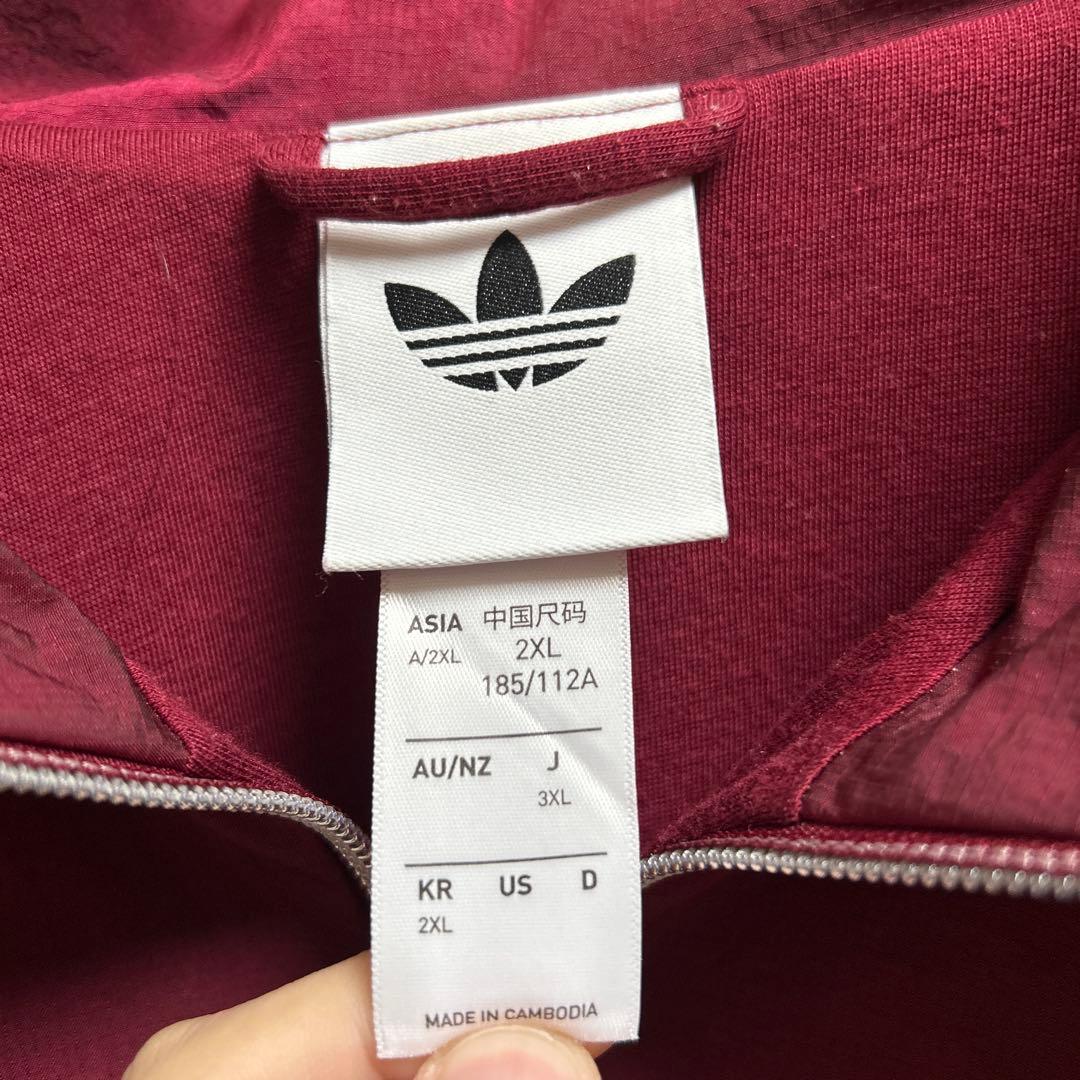 ASIA 中国尺码
A/2XL 2XL
185/112A
AU/NZ J
3XL
KR US D
2XL
MADE IN CAMBODIA